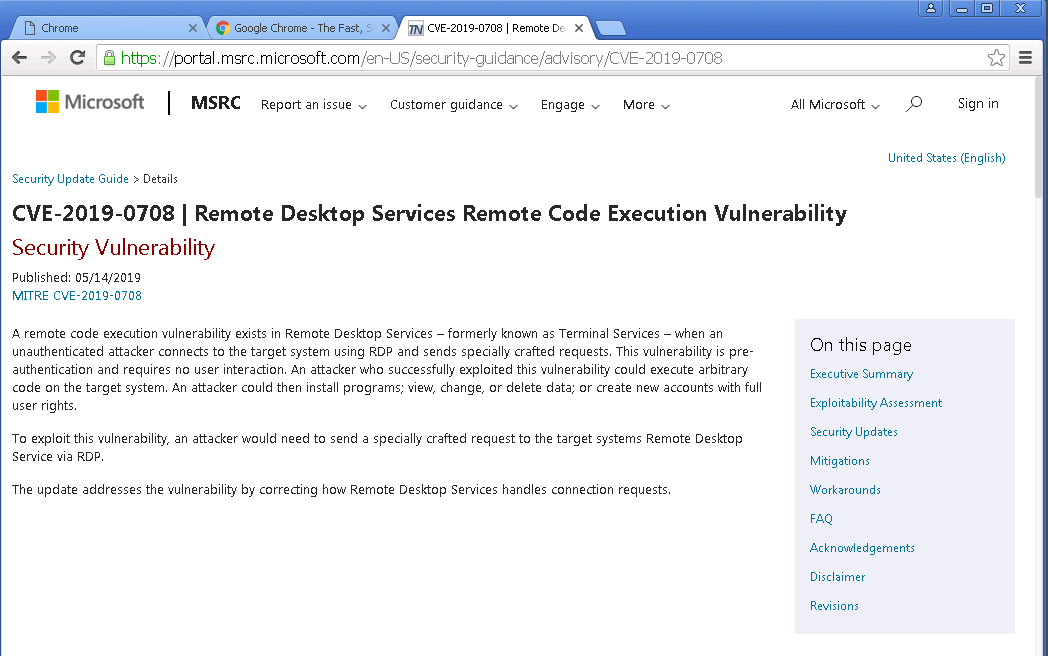 Chrome
Google Chrome - The Fast, S
CVE-2019-0708 | Remote De
https://portal.msrc.microsoft.com/en-US/security-guidance/advisory/CVE-2019-0708
Microsoft | MSRC Report an issue Customer guidance Engage More All Microsoft Sign in
United States (English)
Security Update Guide > Details
CVE-2019-0708 | Remote Desktop Services Remote Code Execution Vulnerability
Security Vulnerability
Published: 05/14/2019
MITRE CVE-2019-0708
A remote code execution vulnerability exists in Remote Desktop Services – formerly known as Terminal Services – when an
unauthenticated attacker connects to the target system using RDP and sends specially crafted requests. This vulnerability is pre-
authentication and requires no user interaction. An attacker who successfully exploited this vulnerability could execute arbitrary
code on the target system. An attacker could then install programs; view, change, or delete data; or create new accounts with full
user rights.
To exploit this vulnerability, an attacker would need to send a specially crafted request to the target systems Remote Desktop
Service via RDP.
The update addresses the vulnerability by correcting how Remote Desktop Services handles connection requests.
On this page
Executive Summary
Exploitability Assessment
Security Updates
Mitigations
Workarounds
FAQ
Acknowledgements
Disclaimer
Revisions